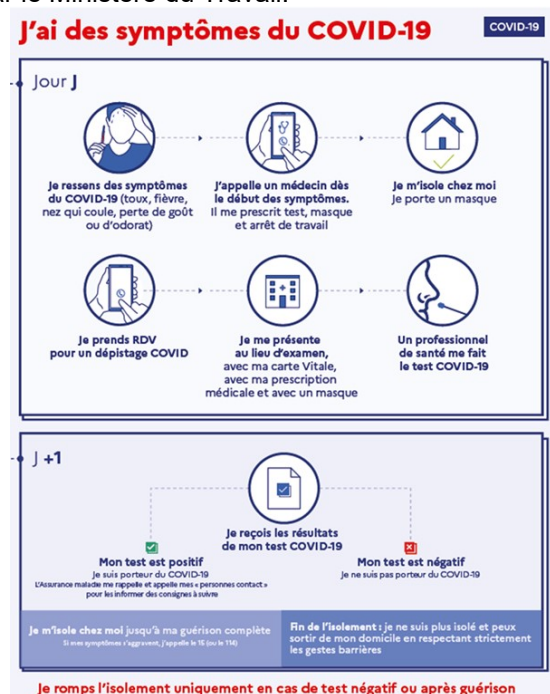 le Ministère du Travail.
J'ai des symptômes du COVID-19
COVID-19
Jour J
Je ressens des symptômes
du COVID-19 (toux, fièvre,
nez qui coule, perte de goût
ou d'odorat)
J'appelle un médecin dès
le début des symptômes.
Il me prescrit test, masque
et arrêt de travail
Je m'isole chez moi
Je porte un masque
Je prends RDV
pour un dépistage COVID
Je me présente
au lieu d'examen,
avec ma carte Vitale,
avec ma prescription
médicale et avec un masque
Un professionnel
de santé me fait
le test COVID-19
J +1
Je reçois les résultats
de mon test COVID-19
Mon test est positif
Je suis porteur du COVID-19
L'Assurance maladie me rappelle et appelle mes « personnes contact »
pour les informer des consignes à suivre
Mon test est négatif
Je ne suis pas porteur du COVID-19
Je m'isole chez moi jusqu'à ma guérison complète
Si mes symptômes s'aggravent, j'appelle le 15 (ou le 114)
Fin de l'isolement : je ne suis plus isolé et peux
sortir de mon domicile en respectant strictement
les gestes barrières
Je romps l'isolement uniquement en cas de test négatif ou après guérison